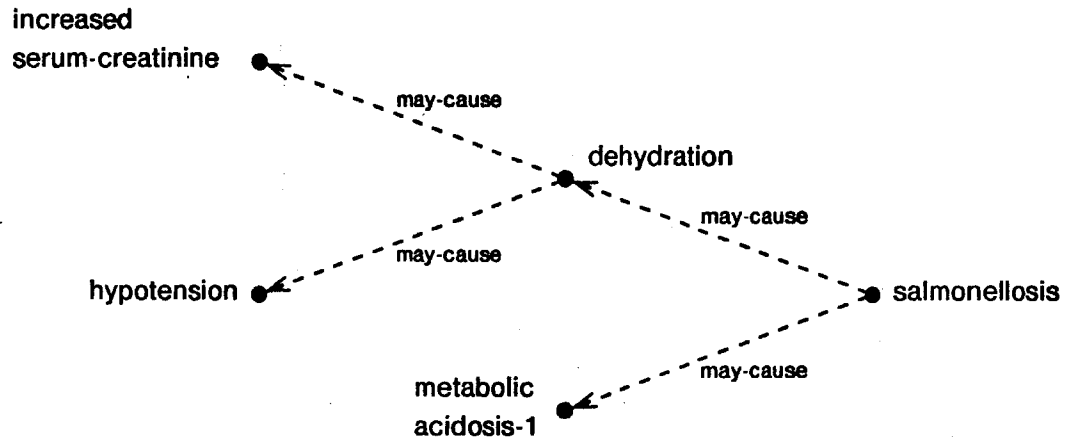 increased
serum-creatinine
may-cause
dehydration
may-cause
may-cause
hypotension
salmonellosis
may-cause
metabolic
acidosis-1